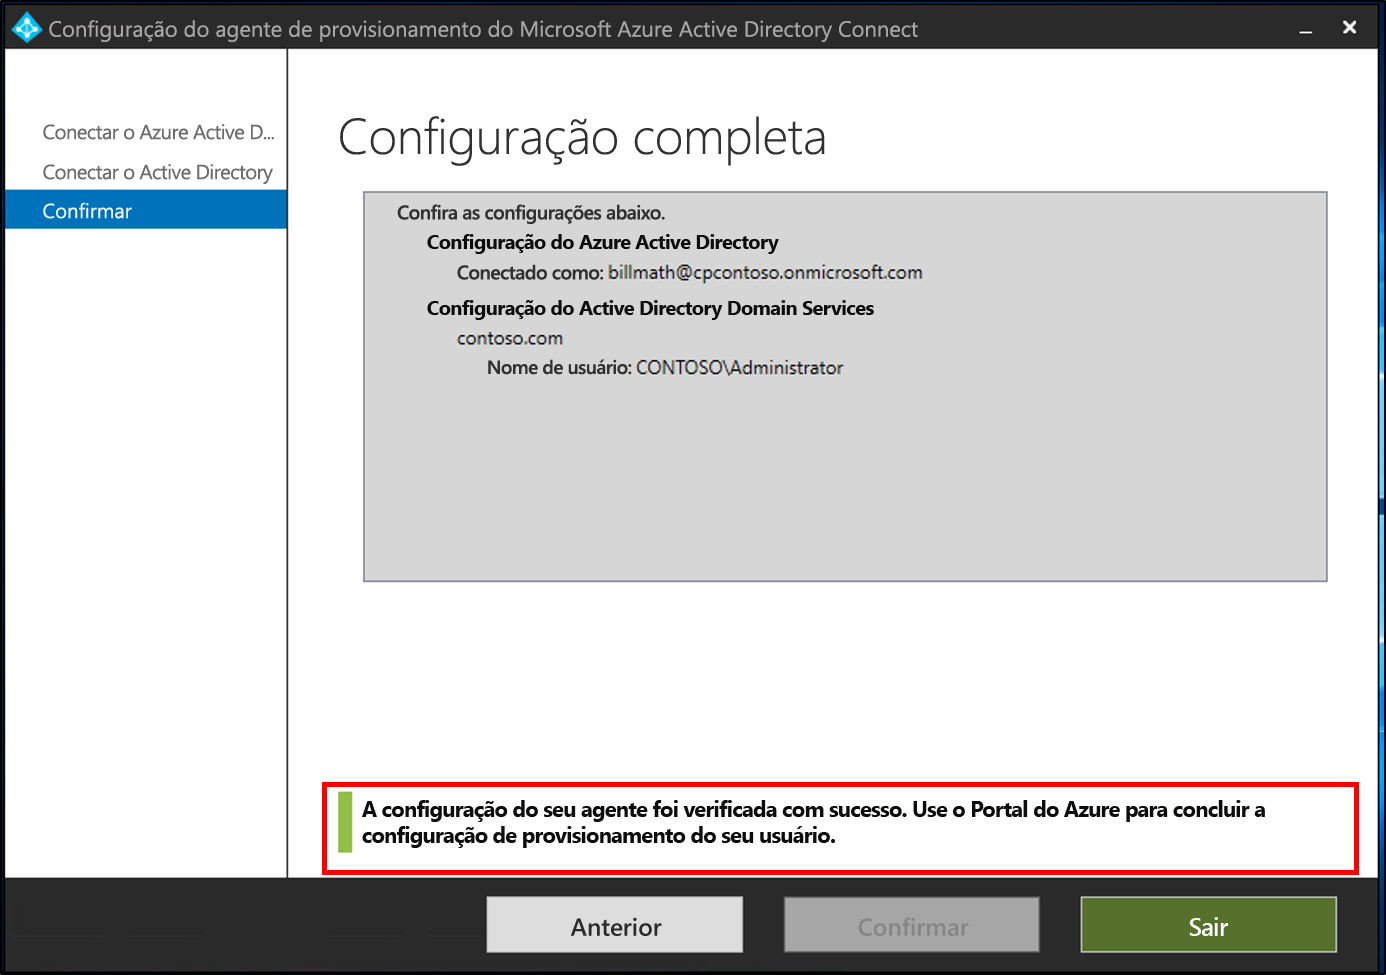 Configuração do agente de provisionamento do Microsoft Azure Active Directory Connect
Conectar o Azure Active D...
Conectar o Active Directory
Confirmar
Configuração completa
Confira as configurações abaixo.
Configuração do Azure Active Directory
Conectado como: billmath@cpcontoso.onmicrosoft.com
Configuração do Active Directory Domain Services
contoso.com
Nome de usuário: CONTOSO\Administrator
A configuração do seu agente foi verificada com sucesso. Use o Portal do Azure para concluir a
configuração de provisionamento do seu usuário.
Anterior
Confirmar
Sair